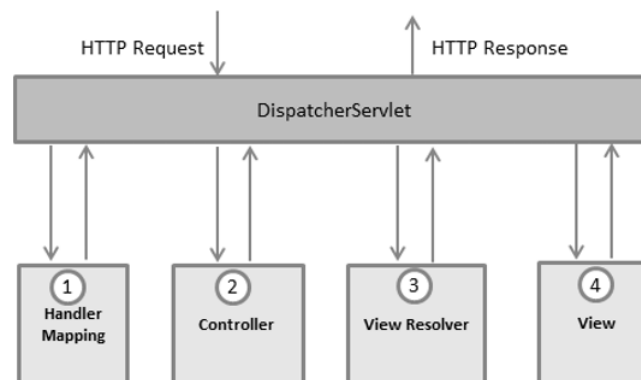 HTTP Request
HTTP Response
DispatcherServlet
1
Handler
Mapping
2
Controller
3
View Resolver
4
View